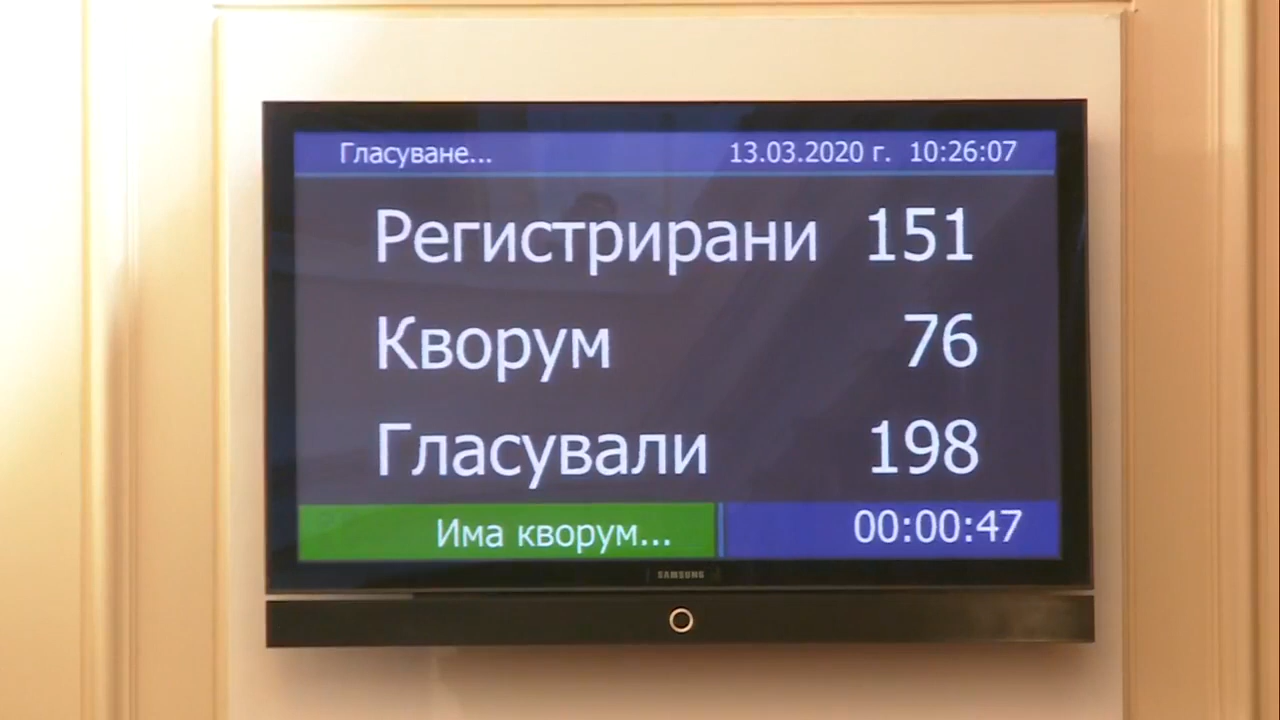 Гласуване... 13.03.2020 г. 10:26:07
Регистрирани 151
Кворум 76
Гласували 198
Има кворум... 00:00:47
SAMSUNG